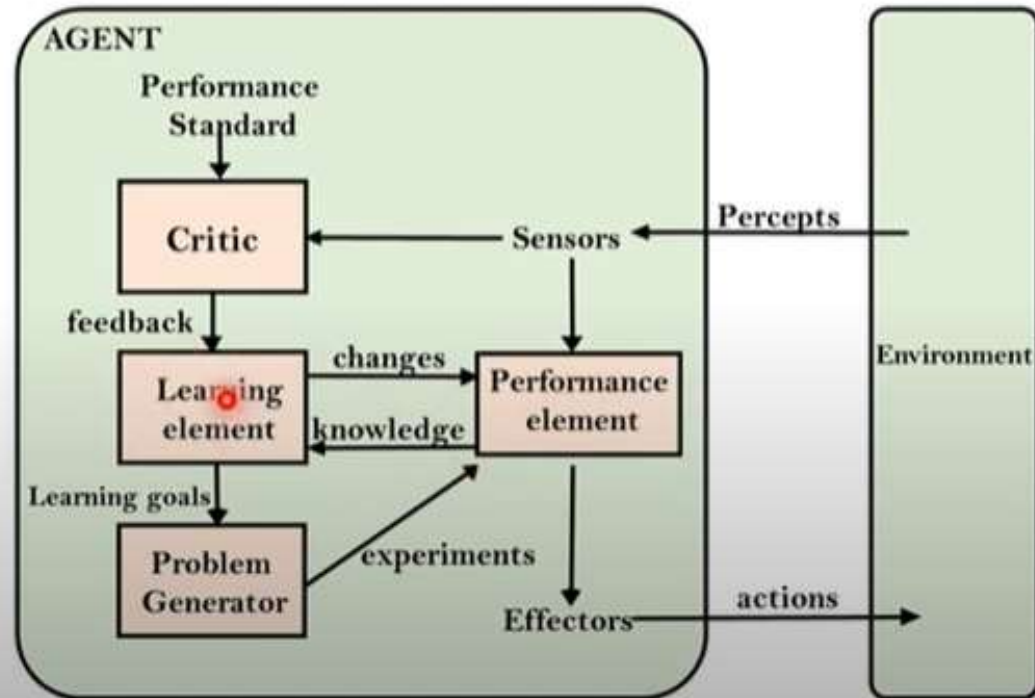 AGENT
Performance
Standard
Critic
Sensors
Percepts
feedback
changes
Environment
Learning
element
Performance
element
knowledge
Learning goals
Problem
Generator
experiments
Effectors
actions